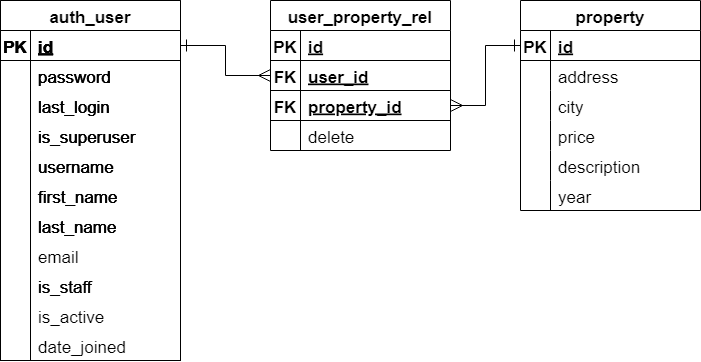 auth_user
PK id
password
last_login
is_superuser
username
first_name
last_name
email
is_staff
is_active
date_joined
user_property_rel
PK id
FK user_id
FK property_id
delete
property
PK id
address
city
price
description
year